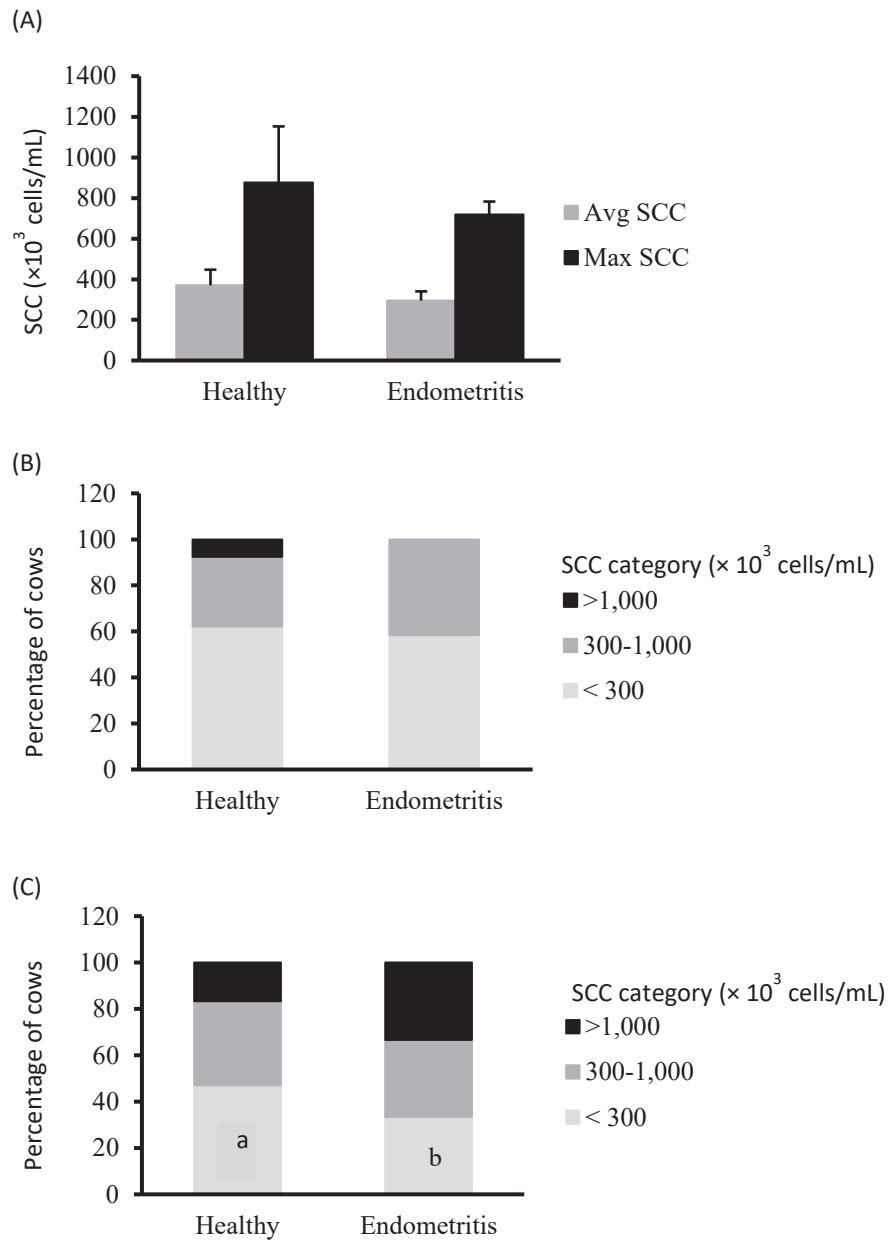 (A)
1400
1200
1000
800
600
400
200
0
SCC (×10³ cells/mL)
Avg SCC
Max SCC
Healthy
Endometritis
(B)
120
100
80
60
40
20
0
Percentage of cows
SCC category (× 10³ cells/mL)
>1,000
300-1,000
< 300
Healthy
Endometritis
(C)
120
100
80
60
40
20
0
Percentage of cows
SCC category (× 10³ cells/mL)
>1,000
300-1,000
< 300
a
b
Healthy
Endometritis